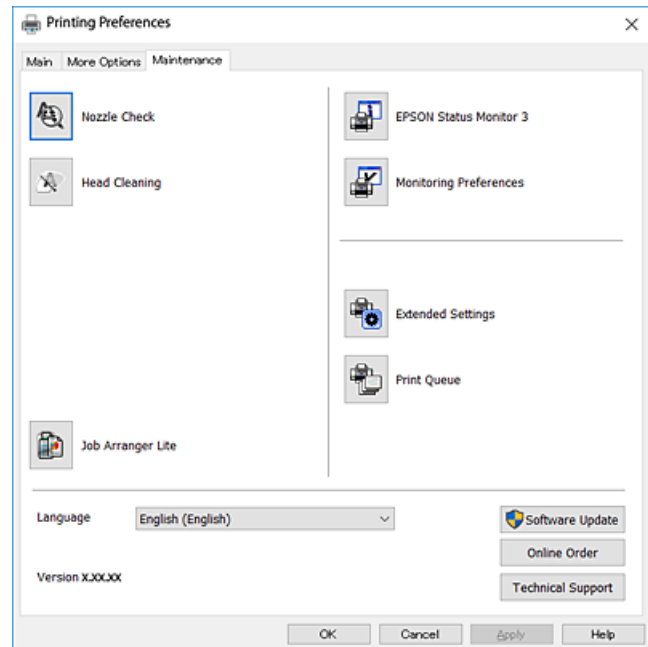 Printing Preferences
Main
More Options
Maintenance
Nozzle Check
Head Cleaning
Job Arranger Lite
EPSON Status Monitor 3
Monitoring Preferences
Extended Settings
Print Queue
Language
English (English)
Version X.XX.XX
Software Update
Online Order
Technical Support
OK
Cancel
Apply
Help